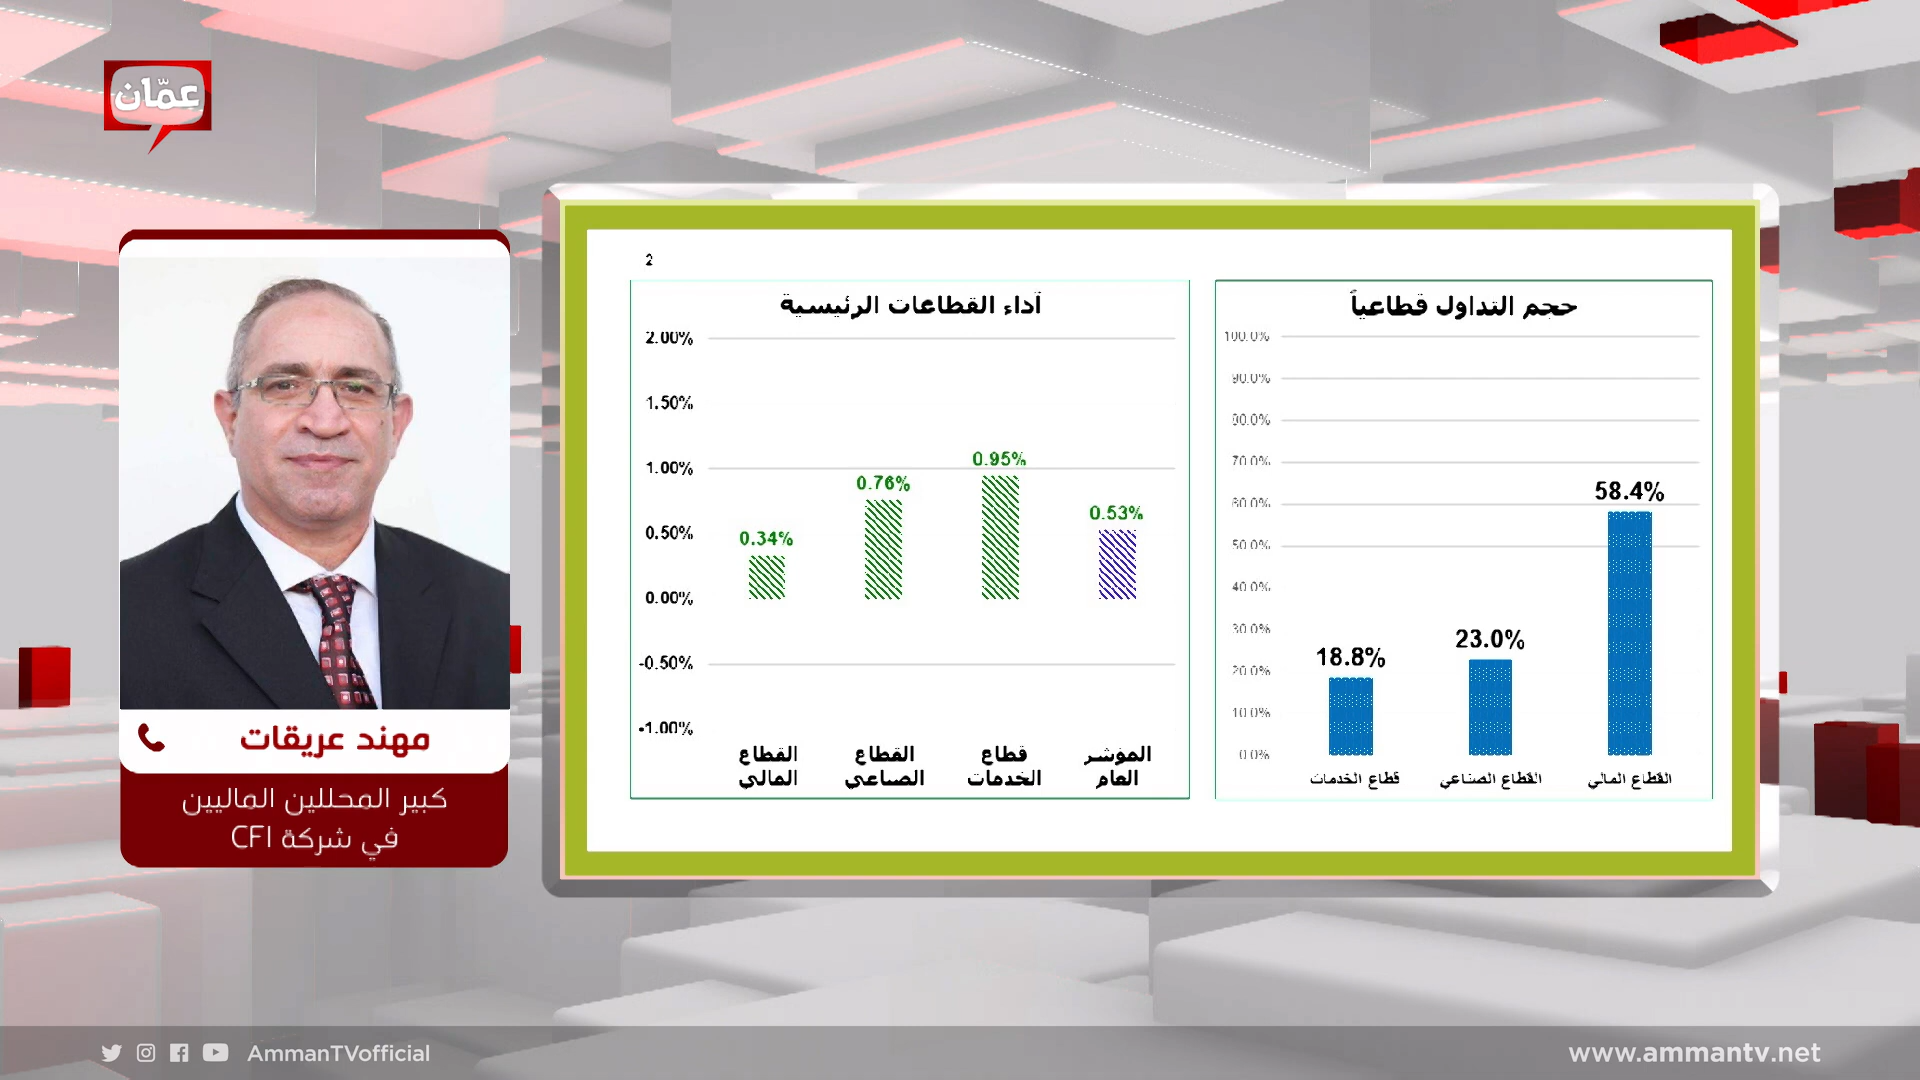 عمّان
2
أداء القطاعات الرئيسية
2.00%
1.50%
1.00%
0.50%
0.00%
-0.50%
-1.00%
0.34%
0.76%
0.95%
0.53%
القطاع المالي
القطاع الصناعي
قطاع الخدمات
المؤشر العام
حجم التداول قطاعياً
100.0%
90.0%
80.0%
70.0%
60.0%
50.0%
40.0%
30.0%
20.0%
10.0%
0.0%
18.8%
23.0%
58.4%
قطاع الخدمات
القطاع الصناعي
القطاع المالي
مهند عريقات
كبير المحللين الماليين
في شركة CFI
AmmanTVofficial
www.ammantv.net